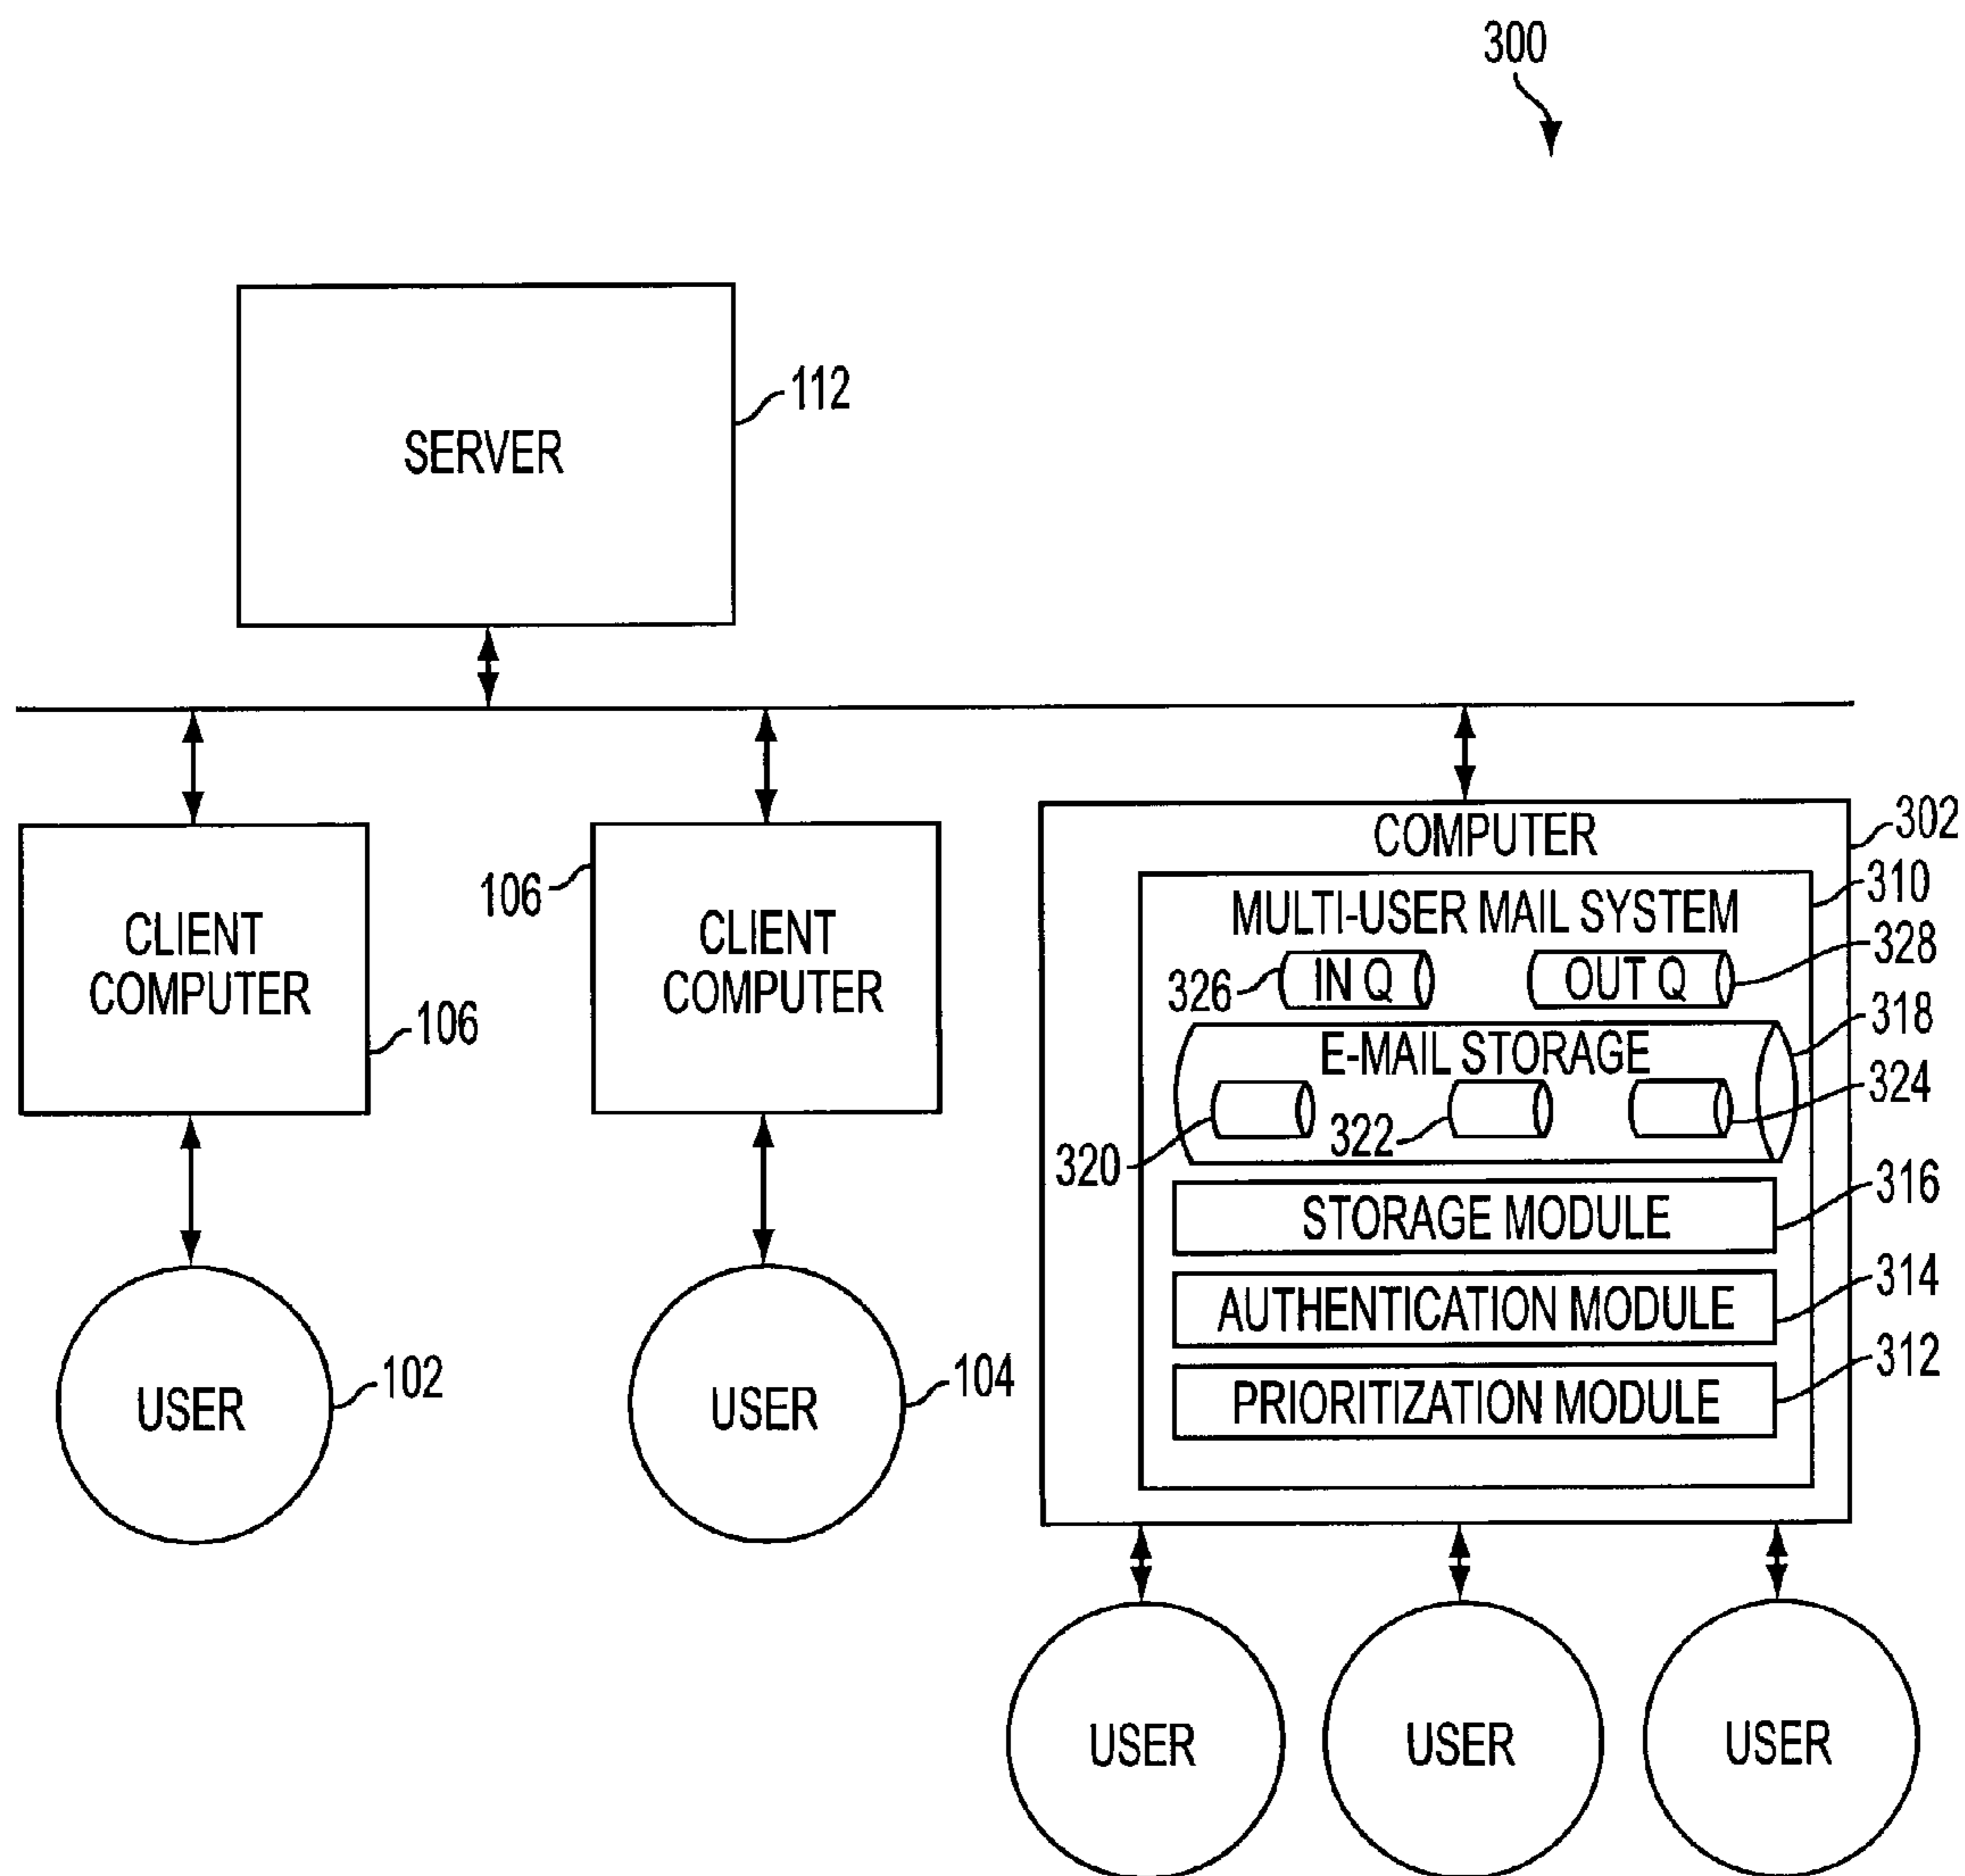 300
SERVER
112
CLIENT
COMPUTER
106
106
CLIENT
COMPUTER
COMPUTER
302
MULTI-USER MAIL SYSTEM
310
326
IN Q
OUT Q
328
E-MAIL STORAGE
318
320
322
324
STORAGE MODULE
316
AUTHENTICATION MODULE
314
PRIORITIZATION MODULE
312
USER
102
USER
104
USER
USER
USER